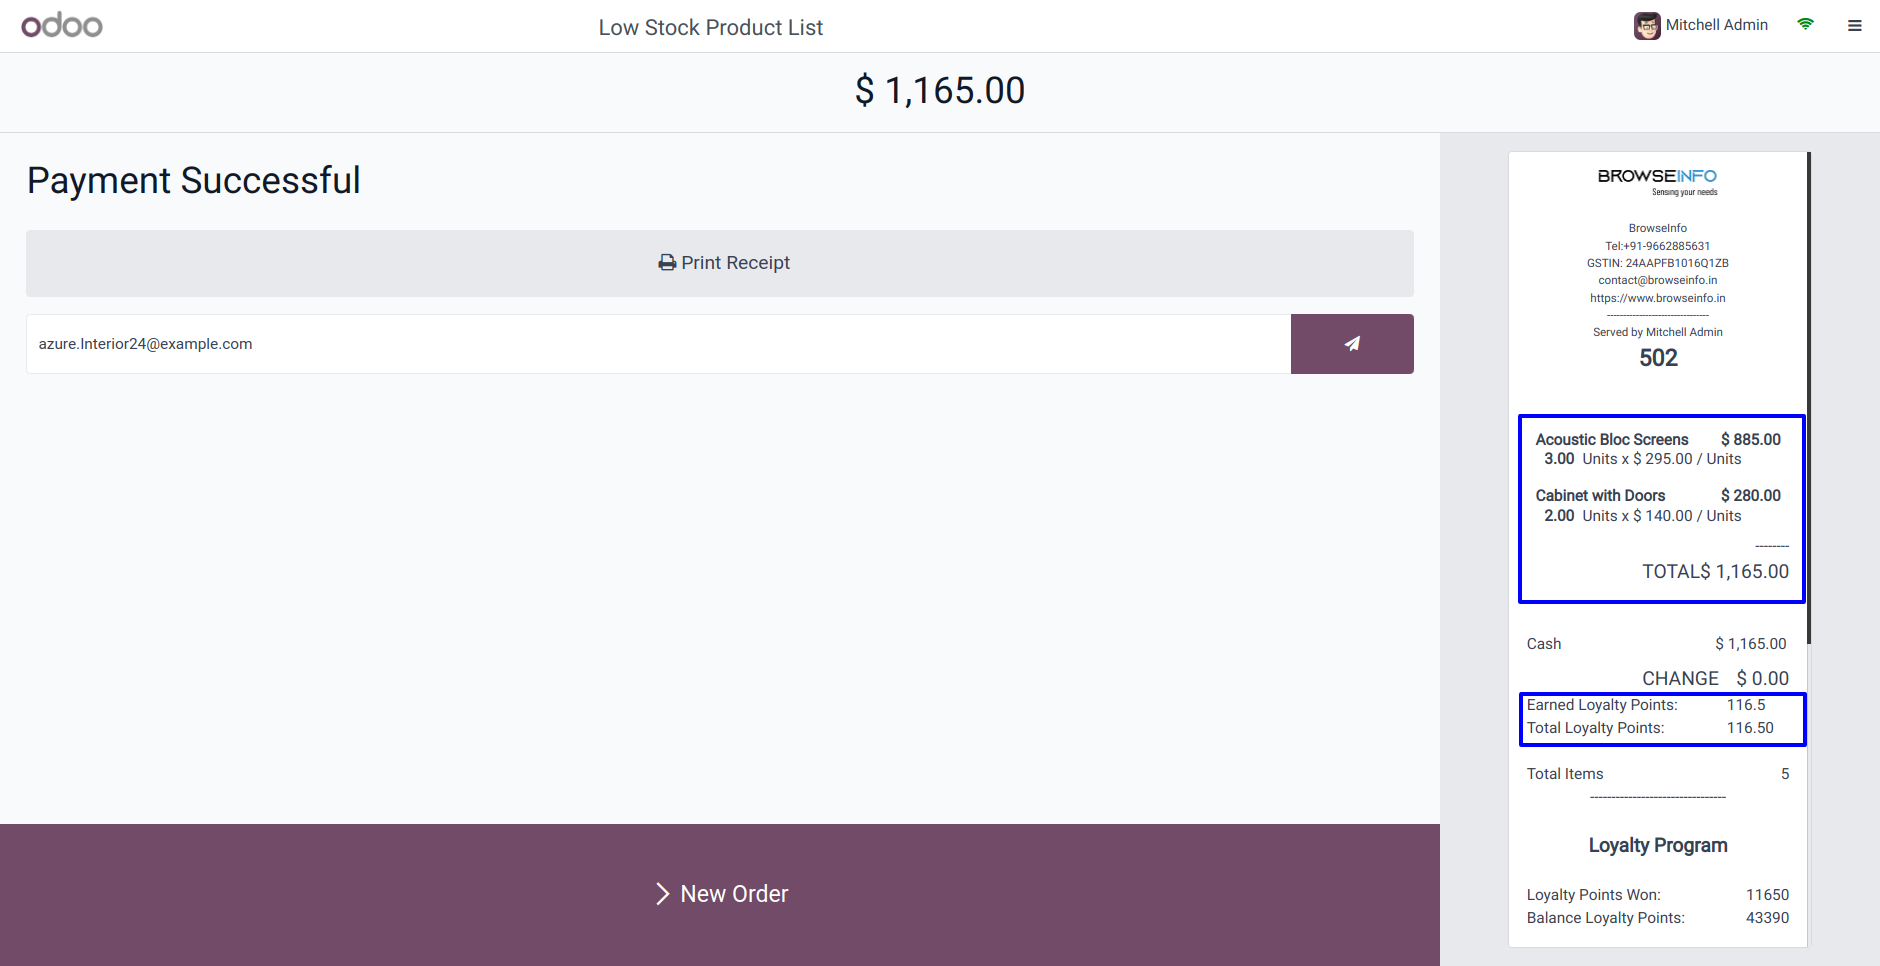 odoo
Low Stock Product List
Mitchell Admin
$ 1,165.00
Payment Successful
Print Receipt
azure.Interior24@example.com
New Order
BROWSEINFO
Sensing your needs
BrowseInfo
Tel:+91-9662885631
GSTIN: 24AAPFB1016Q1ZB
contact@browseinfo.in
https://www.browseinfo.in
--------------------------------
Served by Mitchell Admin
502
Acoustic Bloc Screens $ 885.00
3.00 Units x $ 295.00 / Units
Cabinet with Doors $ 280.00
2.00 Units x $ 140.00 / Units
--------
TOTAL$ 1,165.00
Cash $ 1,165.00
CHANGE $ 0.00
Earned Loyalty Points: 116.5
Total Loyalty Points: 116.50
Total Items 5
--------------------------------
Loyalty Program
Loyalty Points Won: 11650
Balance Loyalty Points: 43390